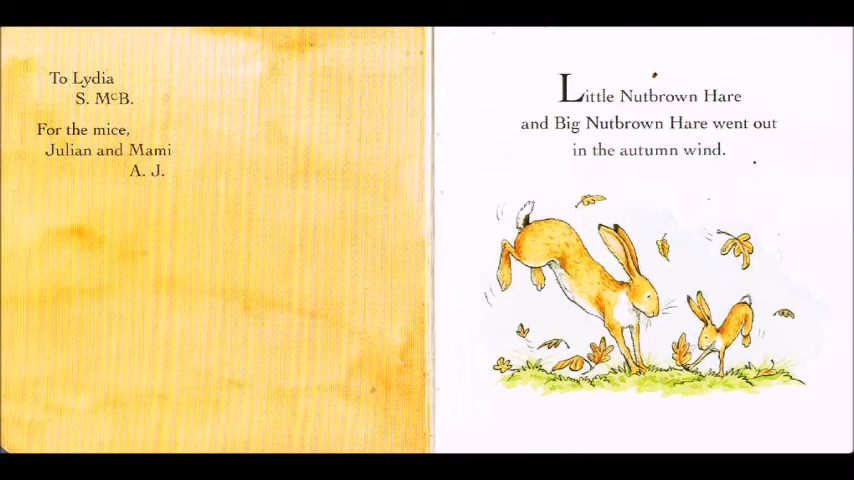 To Lydia
S. McB.
For the mice,
Julian and Mami
A. J.
Little Nutbrown Hare
and Big Nutbrown Hare went out
in the autumn wind.